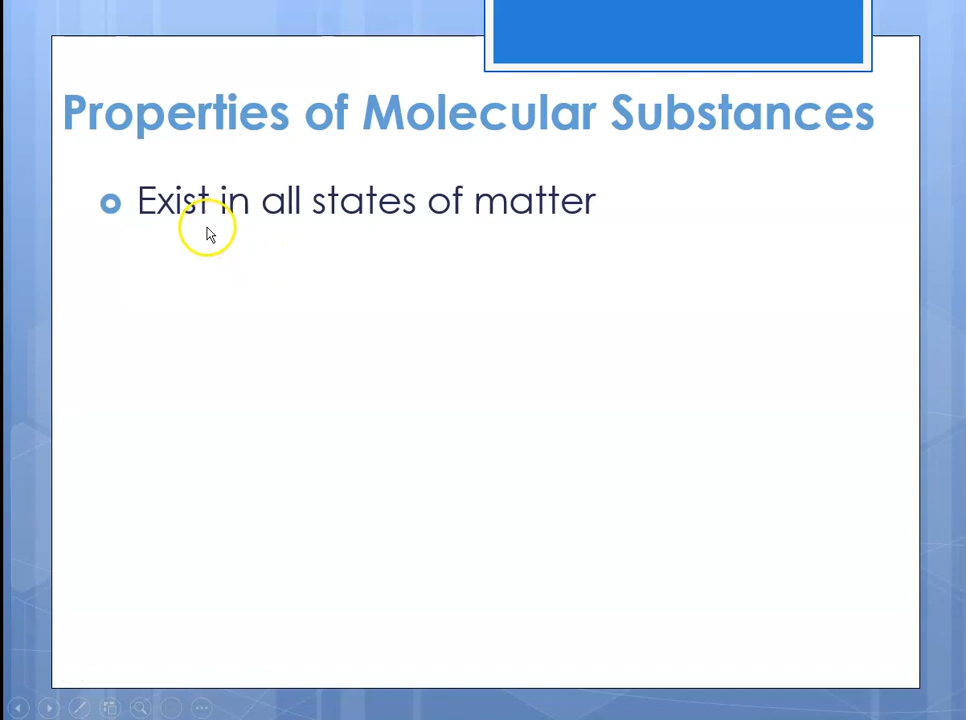 Properties of Molecular Substances
Exist in all states of matter